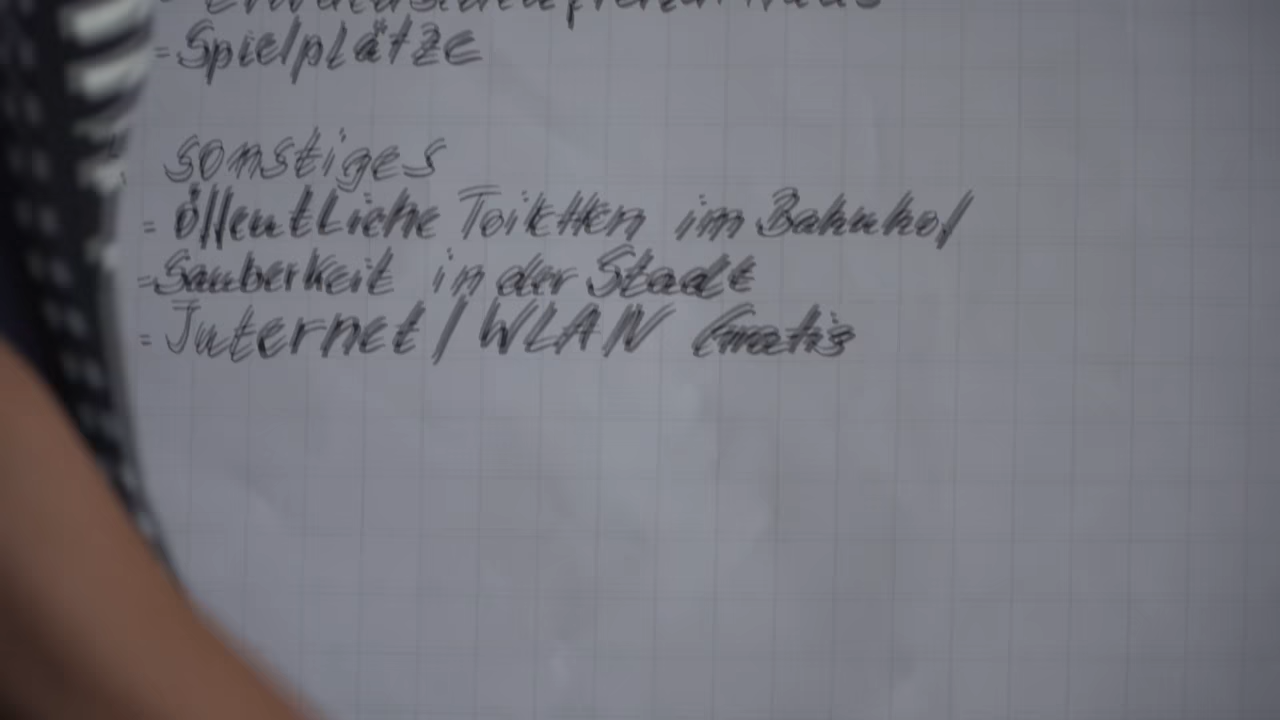 = Spielplätze
sonstiges
= öffentliche Toiletten im Bahnhof
= Sauberkeit in der Stadt
= Internet / WLAN Gratis